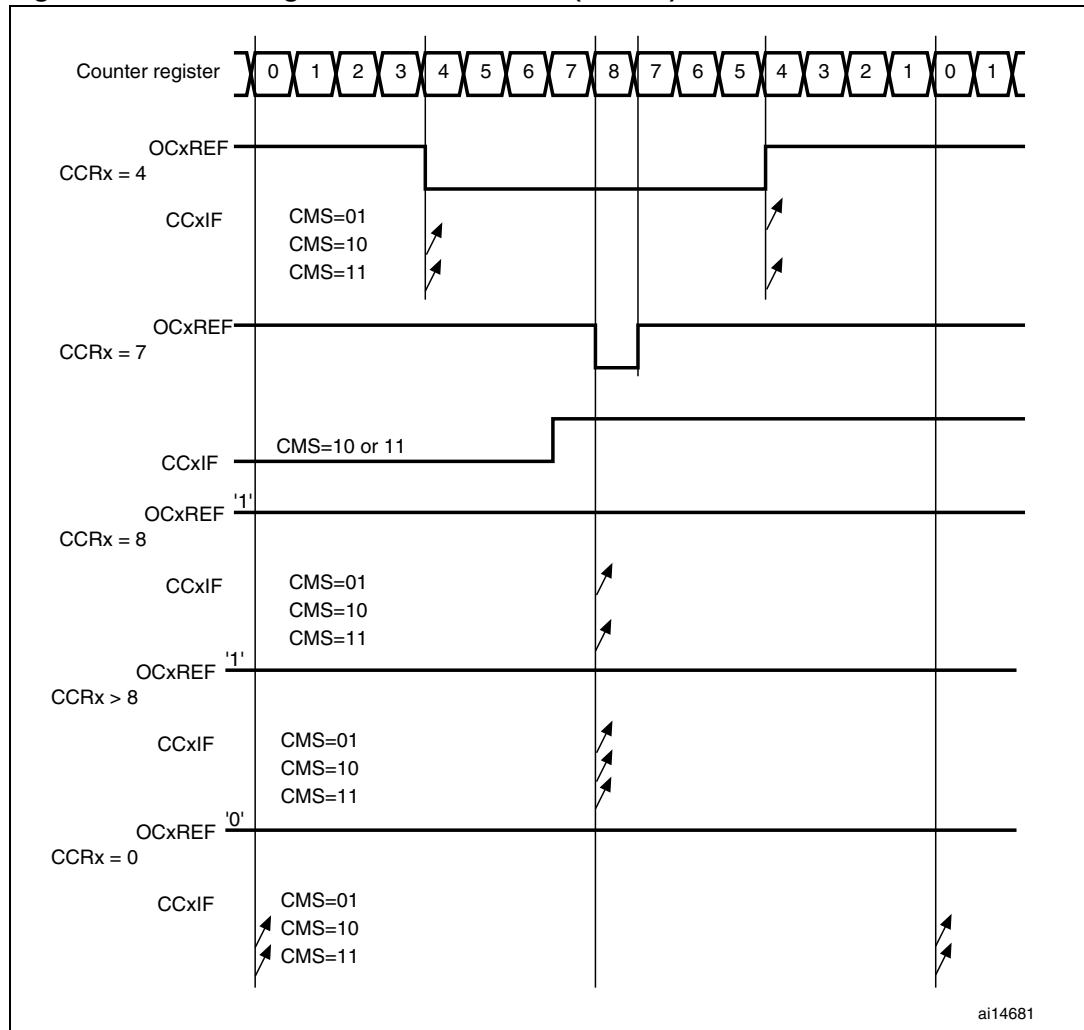 Counter register 0 1 2 3 4 5 6 7 8 7 6 5 4 3 2 1 0 1
OCxREF
CCRx = 4
CCxIF CMS=01
CMS=10
CMS=11
OCxREF
CCRx = 7
CMS=10 or 11
CCxIF
'1'
OCxREF
CCRx = 8
CCxIF CMS=01
CMS=10
CMS=11
'1'
OCxREF
CCRx > 8
CCxIF CMS=01
CMS=10
CMS=11
'0'
OCxREF
CCRx = 0
CCxIF CMS=01
CMS=10
CMS=11
ai14681